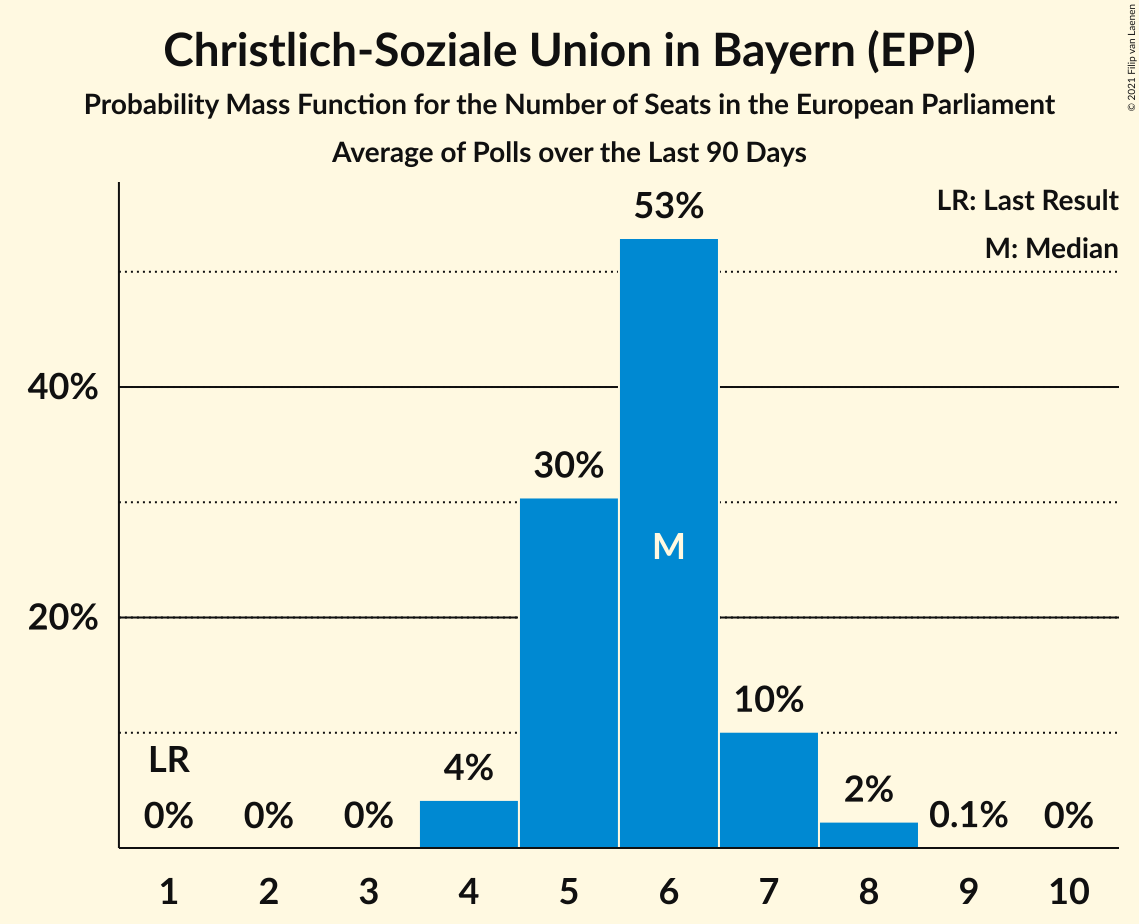 Christlich-Soziale Union in Bayern (EPP)
Probability Mass Function for the Number of Seats in the European Parliament
Average of Polls over the Last 90 Days
© 2021 Filip van Laenen
LR: Last Result
M: Median
53%
40%
30%
M
20%
10%
LR
4%
2%
0% 0% 0% 0.1% 0%
1 2 3 4 5 6 7 8 9 10